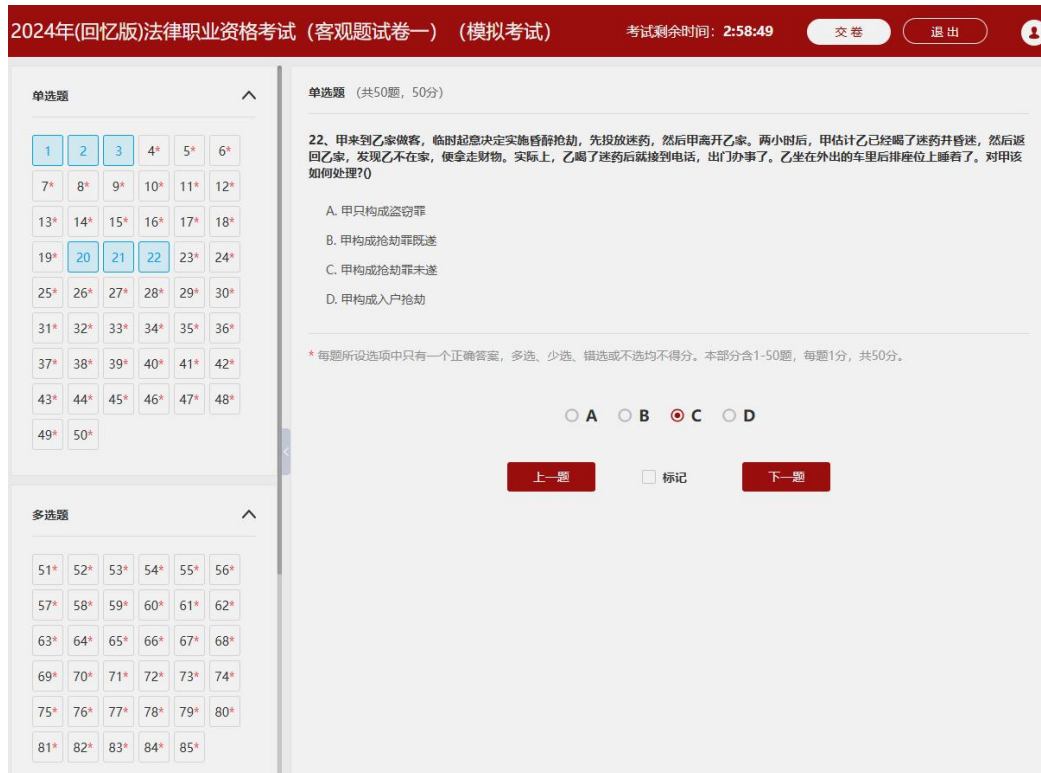 2024年(回忆版)法律职业资格考试（客观题试卷一）（模拟考试）
考试剩余时间：2:58:49
交卷
退出
单选题
1 2 3 4* 5* 6*
7* 8* 9* 10* 11* 12*
13* 14* 15* 16* 17* 18*
19* 20 21 22 23* 24*
25* 26* 27* 28* 29* 30*
31* 32* 33* 34* 35* 36*
37* 38* 39* 40* 41* 42*
43* 44* 45* 46* 47* 48*
49* 50*
多选题
51* 52* 53* 54* 55* 56*
57* 58* 59* 60* 61* 62*
63* 64* 65* 66* 67* 68*
69* 70* 71* 72* 73* 74*
75* 76* 77* 78* 79* 80*
81* 82* 83* 84* 85*
单选题（共50题，50分）
22、甲来到乙家做客，临时起意决定实施昏醉抢劫，先投放迷药，然后甲离开乙家。两小时后，甲估计乙已经喝了迷药并昏迷，然后返
回乙家，发现乙不在家，便拿走财物。实际上，乙喝了迷药后就接到电话，出门办事了。乙坐在外出的车里后排座位上睡着了。对甲该
如何处理?()
A. 甲只构成盗窃罪
B. 甲构成抢劫罪既遂
C. 甲构成抢劫罪未遂
D. 甲构成入户抢劫
* 每题所设选项中只有一个正确答案，多选、少选、错选或不选均不得分。本部分含1-50题，每题1分，共50分。
A B C D
上一题 标记 下一题